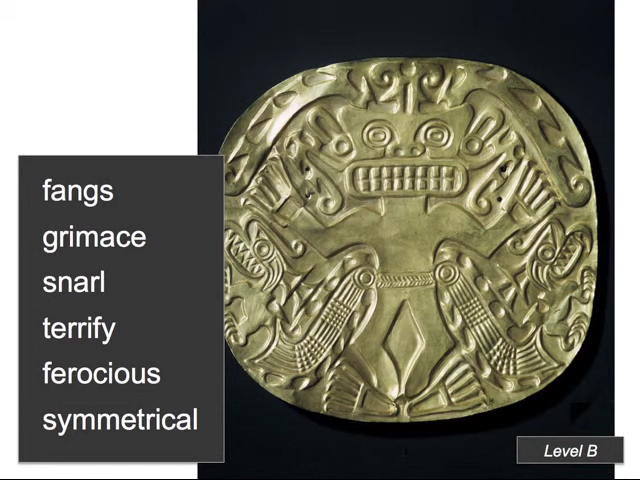 fangs
grimace
snarl
terrify
ferocious
symmetrical
Level B